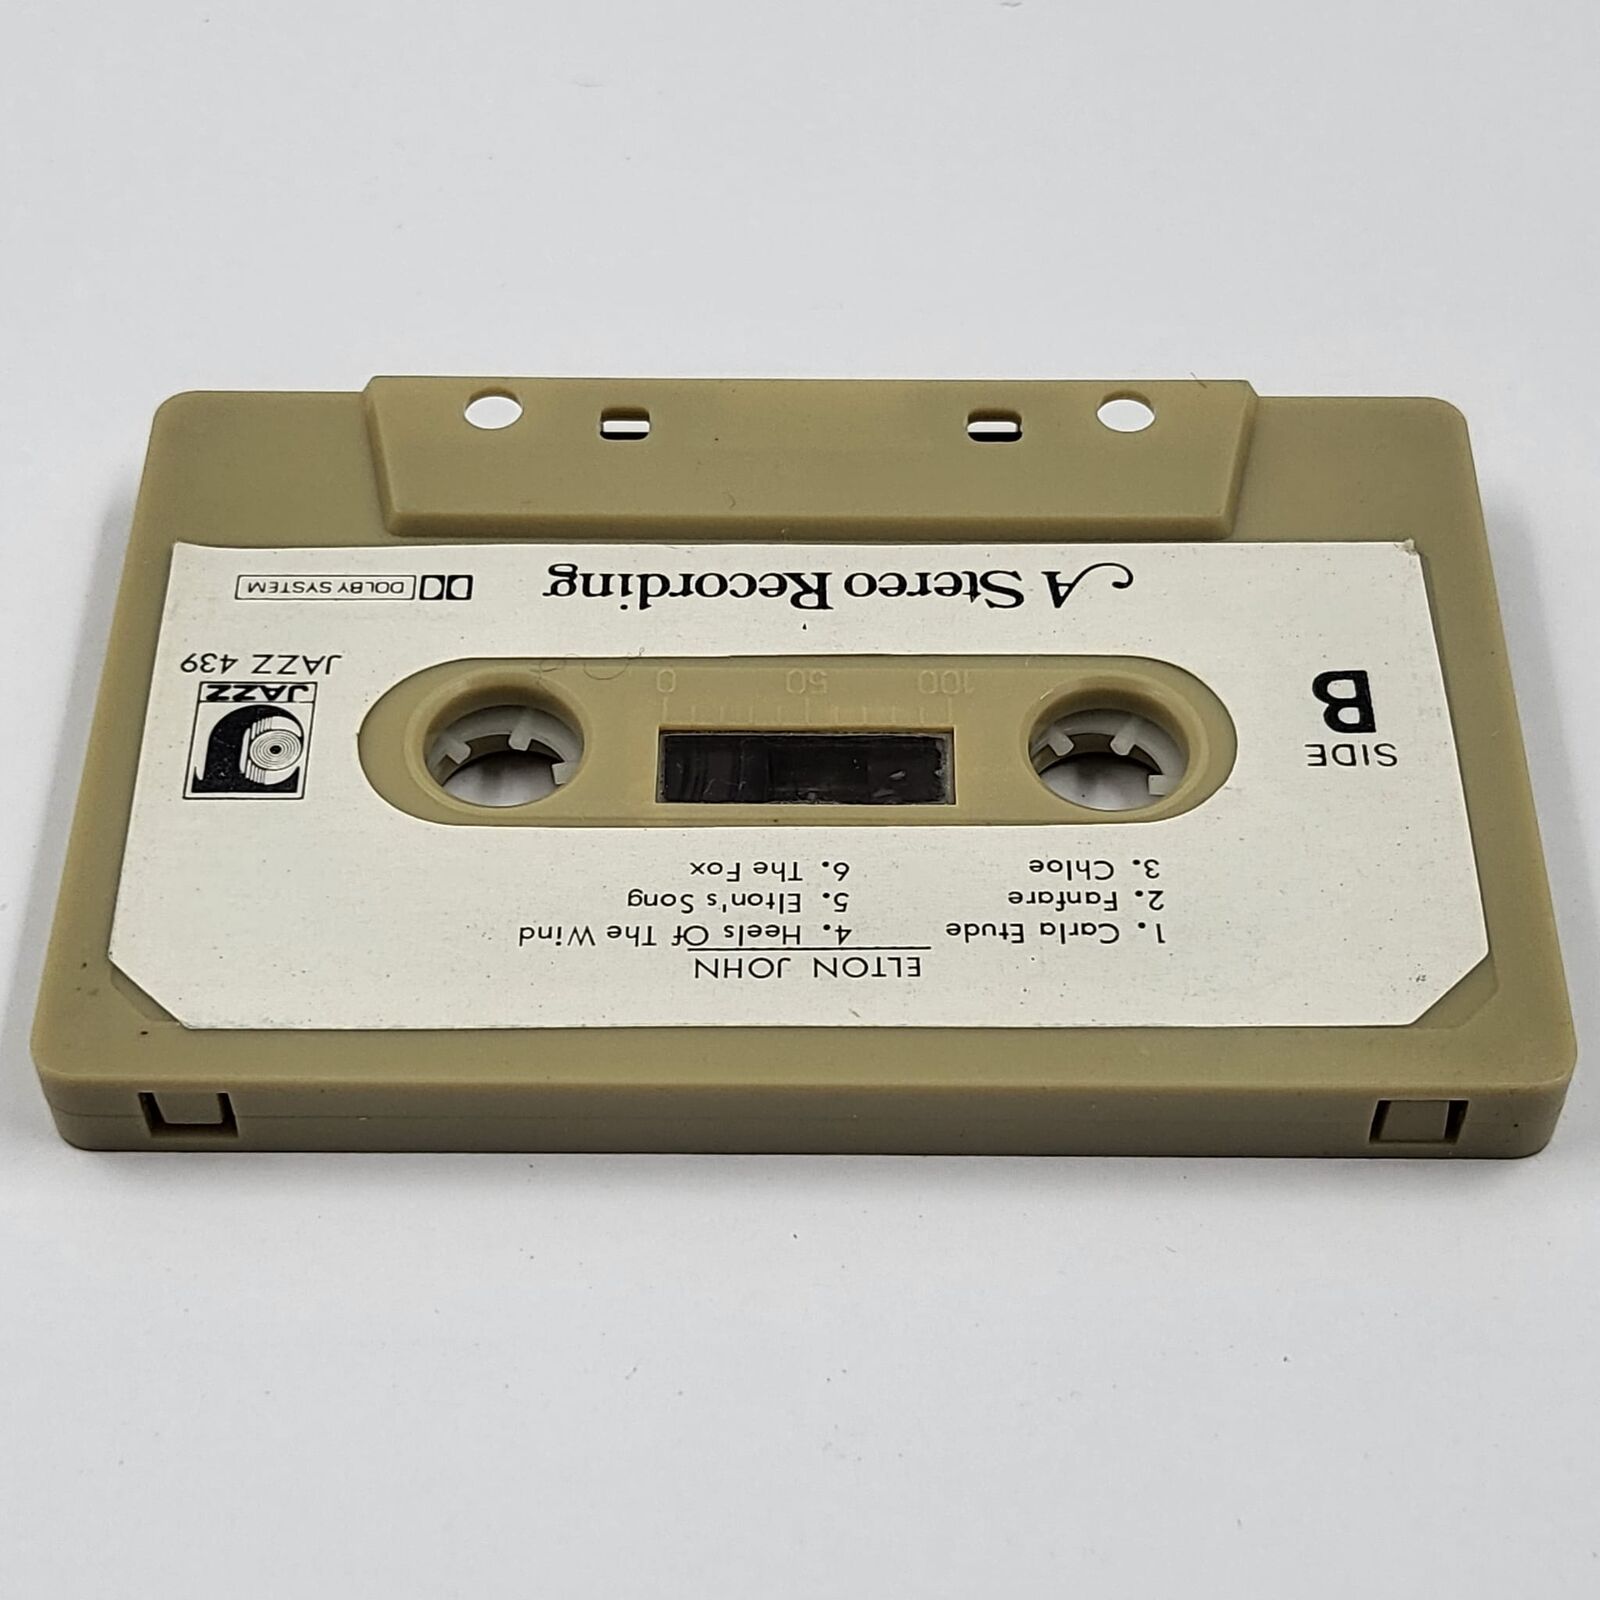 ELTON JOHN
1. Carla Etude
2. Fanfare
3. Chloe
4. Heels Of The Wind
5. Elton's Song
6. The Fox
SIDE
B
100 50 0
JAZZ
JAZZ 439
A Stereo Recording
DOLBY SYSTEM